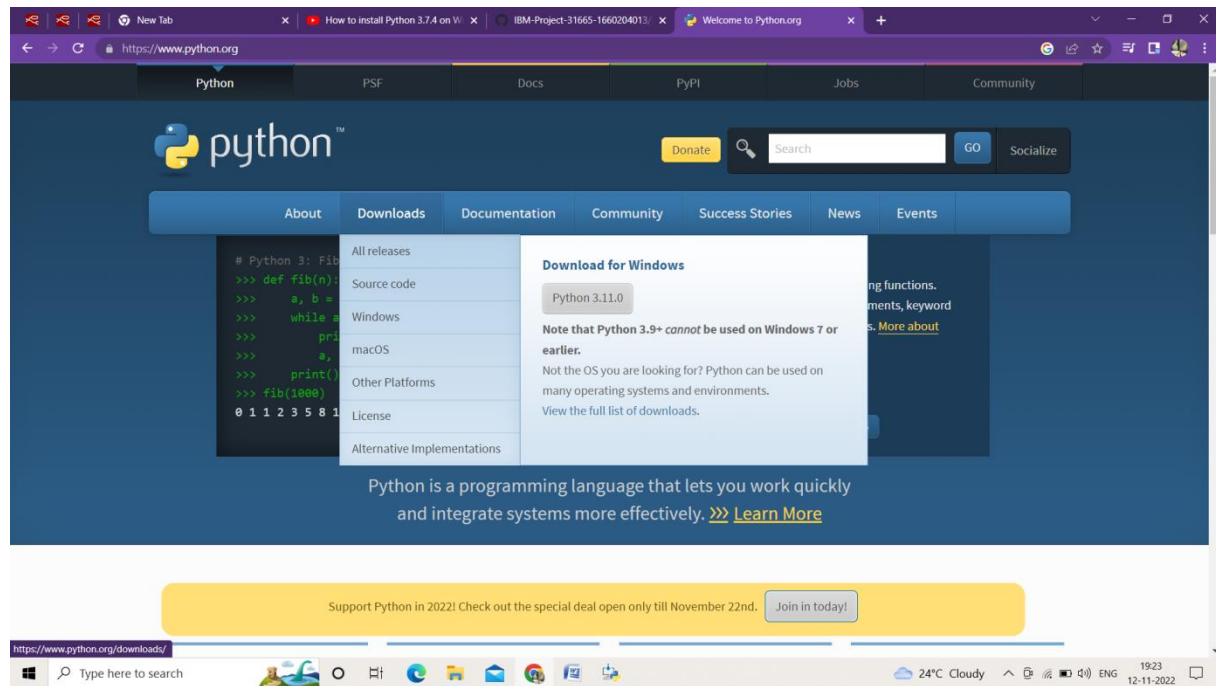 New Tab
How to install Python 3.7.4 on W
IBM-Project-31665-1660204013/
Welcome to Python.org
https://www.python.org
Python
PSF
Docs
PyPI
Jobs
Community
python™
Donate
Search
GO
Socialize
About
Downloads
Documentation
Community
Success Stories
News
Events
# Python 3: Fib
>>> def fib(n):
>>>     a, b =
>>>     while a
>>>         pri
>>>         a,
>>>     print()
>>> fib(1000)
0 1 1 2 3 5 8 1
All releases
Source code
Windows
macOS
Other Platforms
License
Alternative Implementations
Download for Windows
Python 3.11.0
Note that Python 3.9+ cannot be used on Windows 7 or
earlier.
Not the OS you are looking for? Python can be used on
many operating systems and environments.
View the full list of downloads.
ng functions.
ments, keyword
s. More about
Python is a programming language that lets you work quickly
and integrate systems more effectively. >>> Learn More
Support Python in 2022! Check out the special deal open only till November 22nd.
Join in today!
https://www.python.org/downloads/
Type here to search
24°C Cloudy
ENG
19:23
12-11-2022